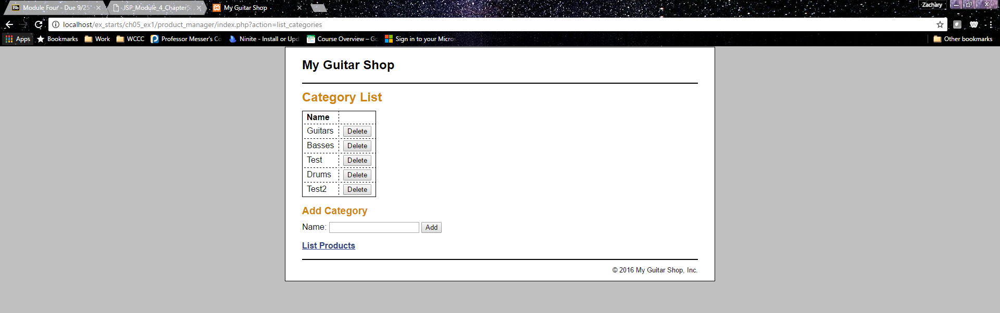 Module Four - Due 9/25
JSP_Module_4_Chapter5
My Guitar Shop
Zachary
localhost/ex_starts/ch05_ex1/product_manager/index.php?action=list_categories
Apps Bookmarks Work WCCC Professor Messer's Co Ninite - Install or Upd Course Overview – Go Sign in to your Micros Other bookmarks
My Guitar Shop
Category List
Name
Guitars Delete
Basses Delete
Test Delete
Drums Delete
Test2 Delete
Add Category
Name: Add
List Products
© 2016 My Guitar Shop, Inc.